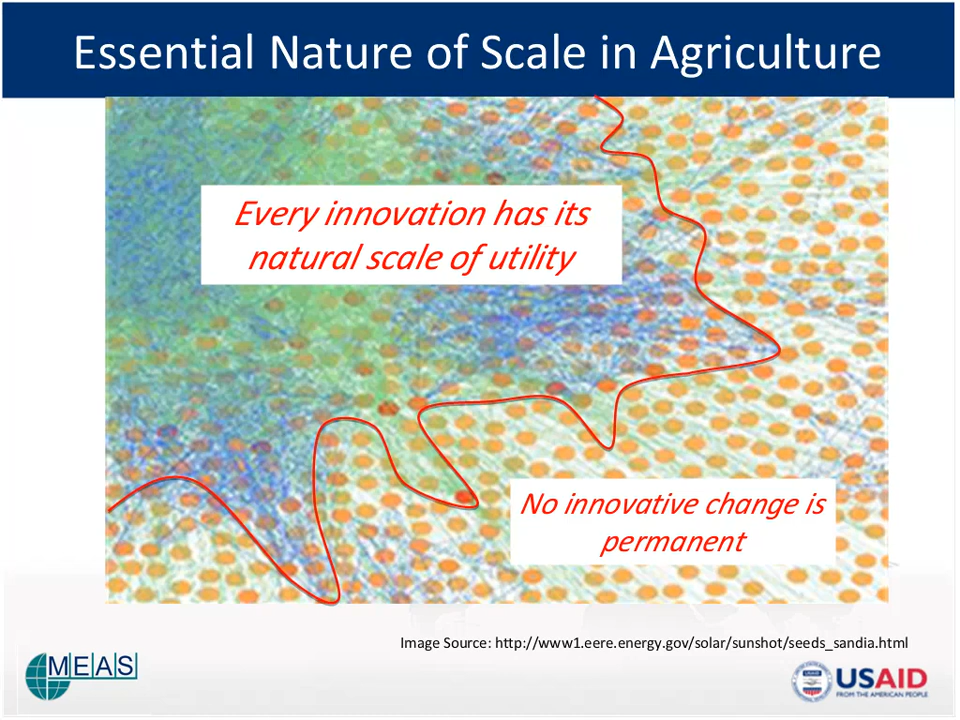 Essential Nature of Scale in Agriculture
Every innovation has its
natural scale of utility
No innovative change is
permanent
Image Source: http://www1.eere.energy.gov/solar/sunshot/seeds_sandia.html
MEAS
USAID
FROM THE AMERICAN PEOPLE